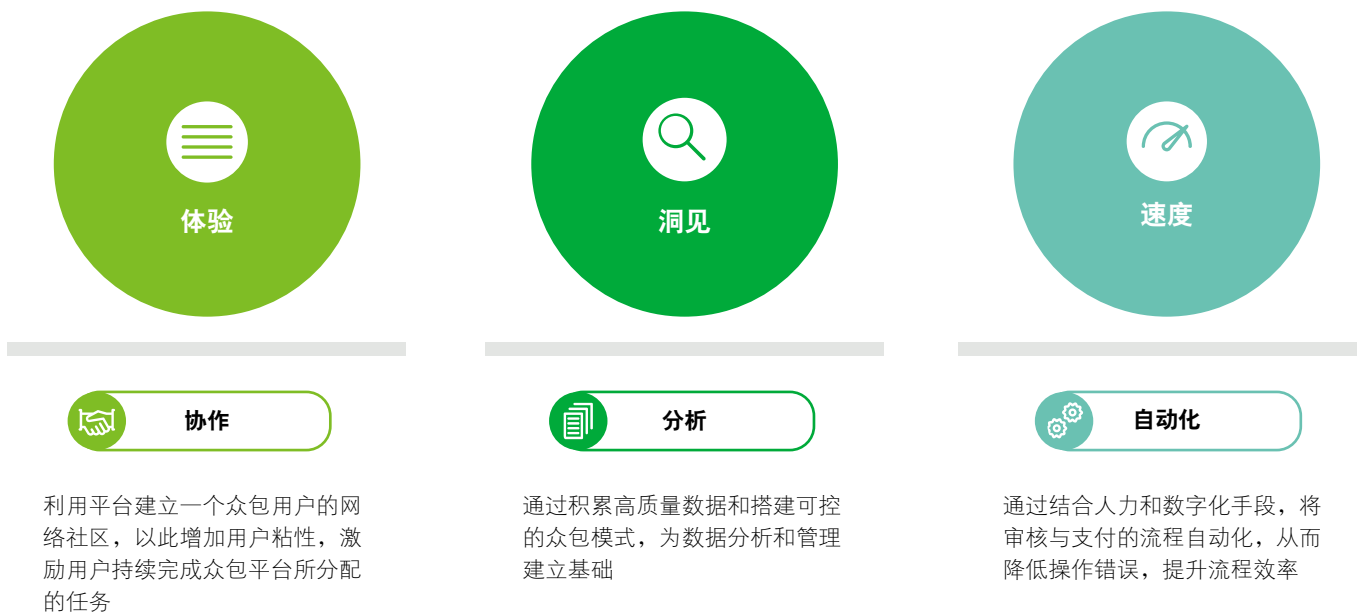 体验
洞见
速度
协作
分析
自动化
利用平台建立一个众包用户的网
络社区，以此增加用户粘性，激
励用户持续完成众包平台所分配
的任务
通过积累高质量数据和搭建可控
的众包模式，为数据分析和管理
建立基础
通过结合人力和数字化手段，将
审核与支付的流程自动化，从而
降低操作错误，提升流程效率